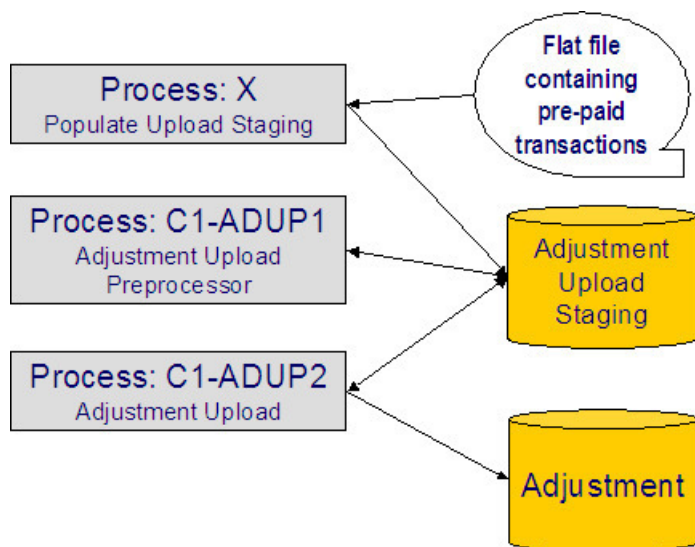 Process: X
Populate Upload Staging
Flat file
containing
pre-paid
transactions
Process: C1-ADUP1
Adjustment Upload
Preprocessor
Adjustment
Upload
Staging
Process: C1-ADUP2
Adjustment Upload
Adjustment